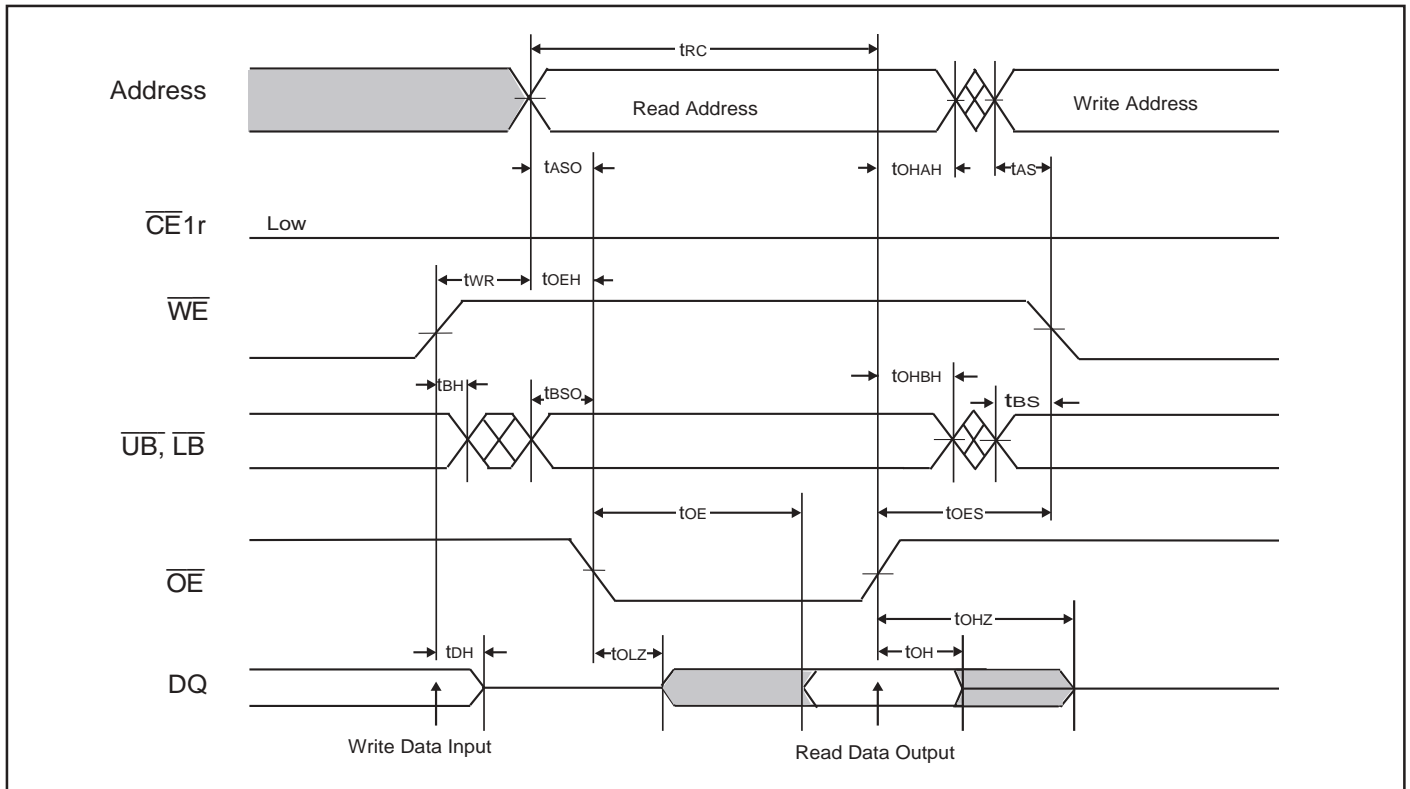 tRC
Address
Read Address
Write Address
tASO
tOHAH
tAS
CE1r
Low
tWR
tOEH
WE
tBH
tBSO
tOHBH
tBS
UB, LB
tOE
tOES
OE
tOHZ
tDH
tOLZ
tOH
DQ
Write Data Input
Read Data Output